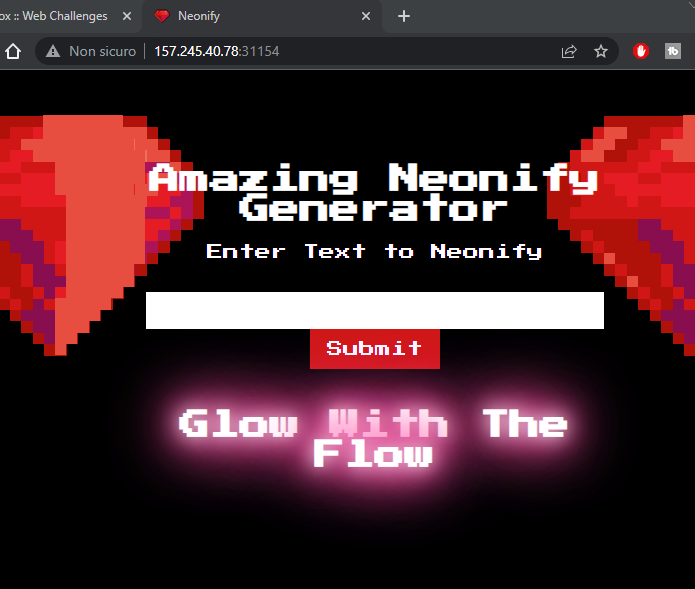 ox :: Web Challenges
Neonify
Non sicuro
157.245.40.78:31154
Amazing Neonify
Generator
Enter Text to Neonify
Submit
Glow With The
Flow